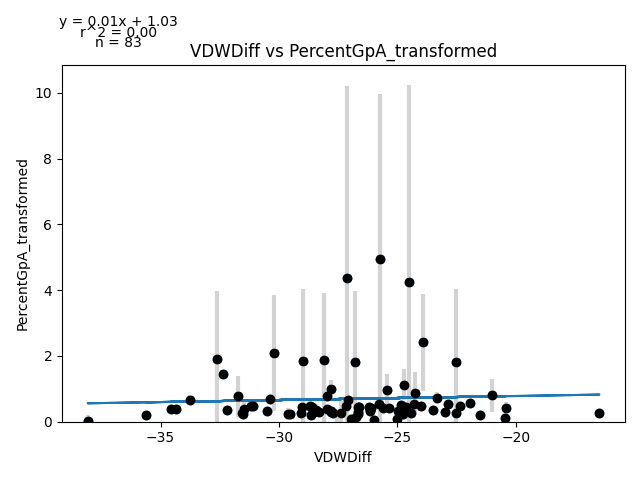 y = 0.01x + 1.03
r^2 = 0.00
n = 83
VDWDiff vs PercentGpA_transformed
PercentGpA_transformed
10
8
6
4
2
0
−35
−30
−25
−20
VDWDiff